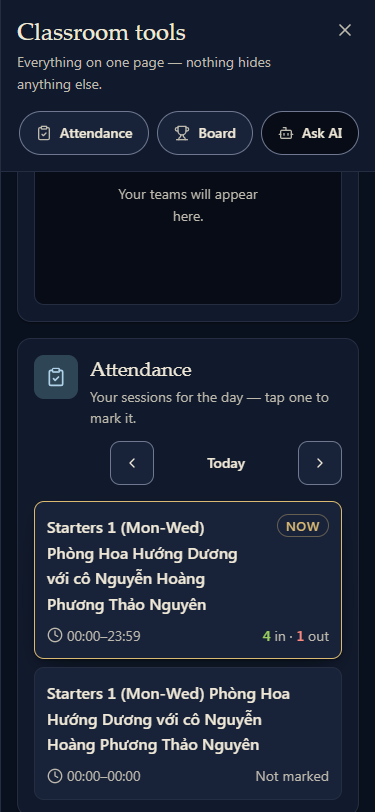 Classroom tools
Everything on one page — nothing hides
anything else.
Attendance
Board
Ask AI
Your teams will appear
here.
Attendance
Your sessions for the day — tap one to
mark it.
Today
Starters 1 (Mon-Wed)
NOW
Phòng Hoa Hướng Dương
với cô Nguyễn Hoàng
Phương Thảo Nguyên
00:00–23:59
4 in · 1 out
Starters 1 (Mon-Wed) Phòng Hoa
Hướng Dương với cô Nguyễn
Hoàng Phương Thảo Nguyên
00:00–00:00
Not marked